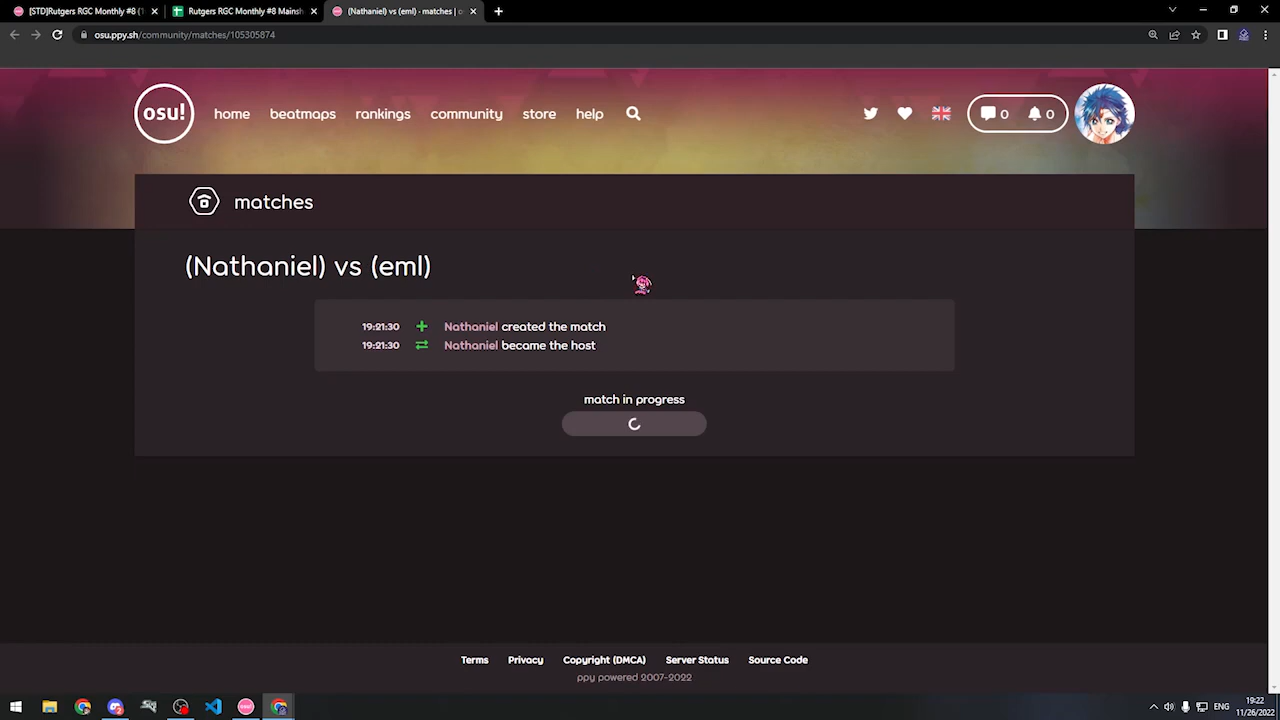 [STD]Rutgers RGC Monthly #8 (1
Rutgers RGC Monthly #8 Mainsh
(Nathaniel) vs (eml) - matches | o
osu.ppy.sh/community/matches/105305874
osu!
home
beatmaps
rankings
community
store
help
0
0
matches
(Nathaniel) vs (eml)
19:21:30 Nathaniel created the match
19:21:30 Nathaniel became the host
match in progress
Terms
Privacy
Copyright (DMCA)
Server Status
Source Code
ppy powered 2007-2022
ENG
19:22
11/26/2022